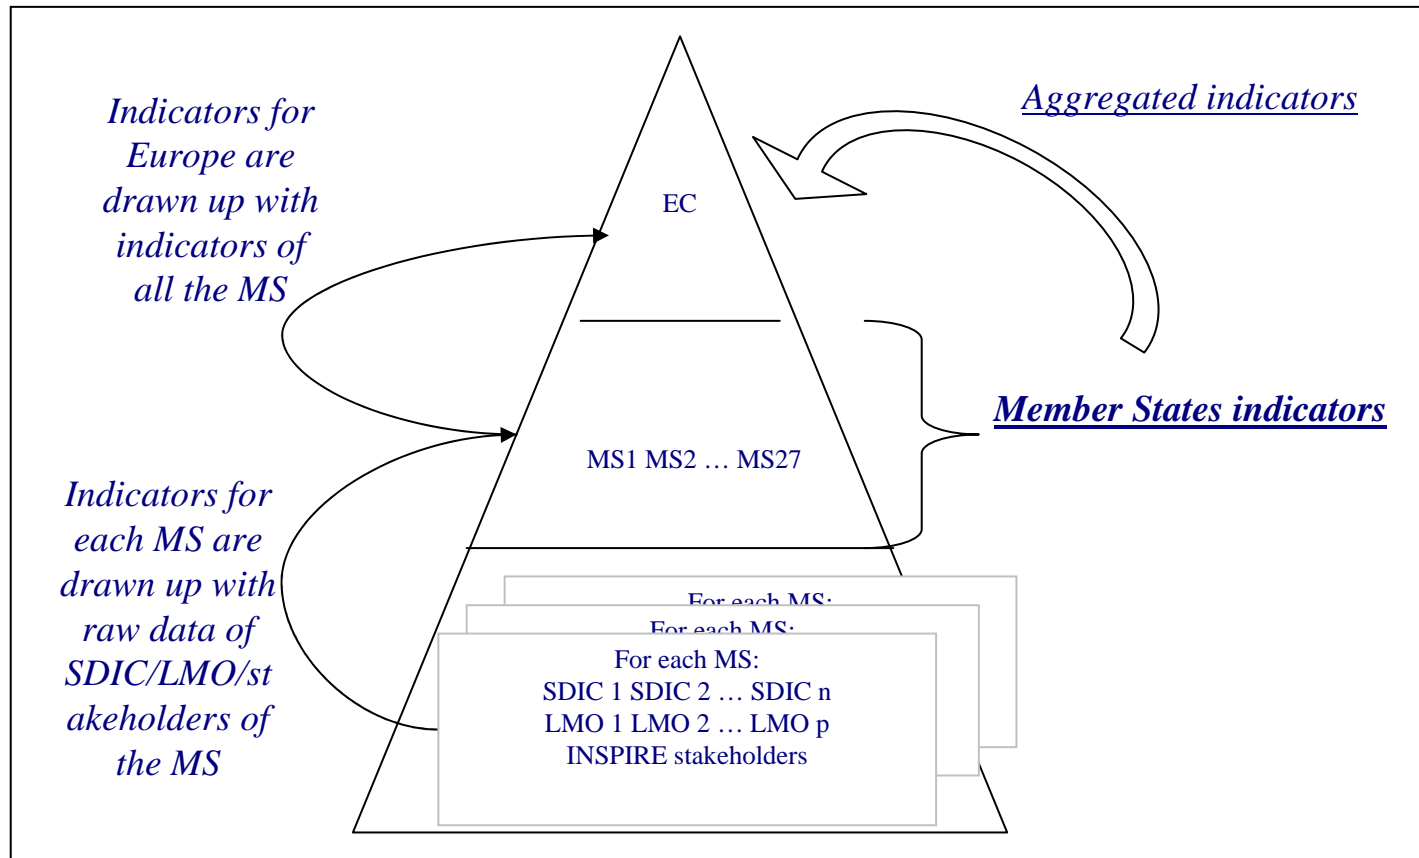 Indicators for
Europe are
drawn up with
indicators of
all the MS
Aggregated indicators
EC
Member States indicators
MS1 MS2 … MS27
Indicators for
each MS are
drawn up with
raw data of
SDIC/LMO/st
akeholders of
the MS
For each MS:
For each MS:
For each MS:
SDIC 1 SDIC 2 … SDIC n
LMO 1 LMO 2 … LMO p
INSPIRE stakeholders